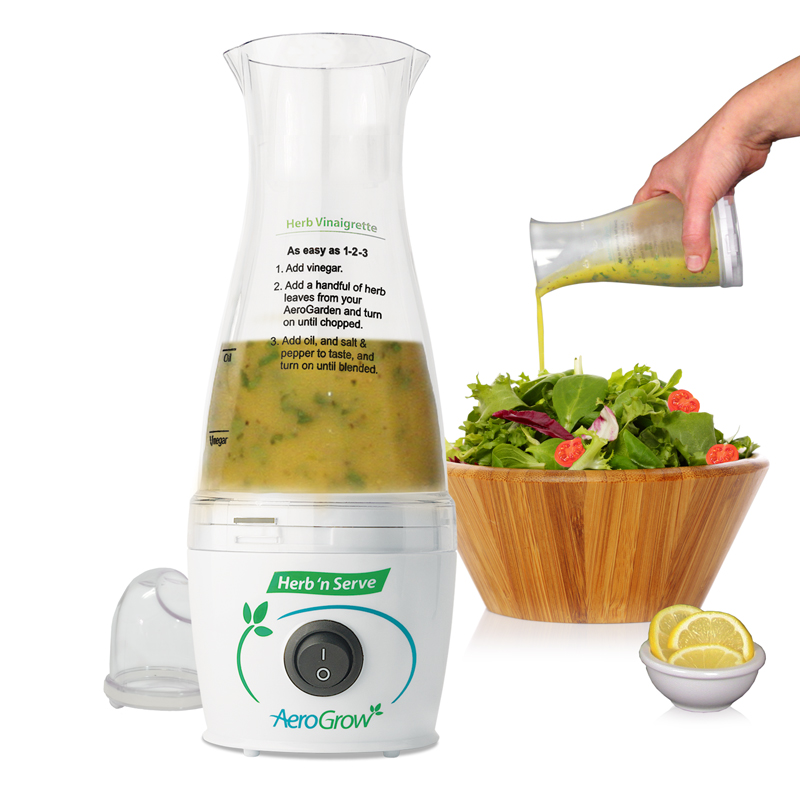 Herb Vinaigrette
As easy as 1-2-3
1. Add vinegar.
2. Add a handful of herb
leaves from your
AeroGarden and turn
on until chopped.
3. Add oil, and salt &
pepper to taste, and
turn on until blended.
Oil
Vinegar
Herb 'n Serve
I
O
AeroGrow